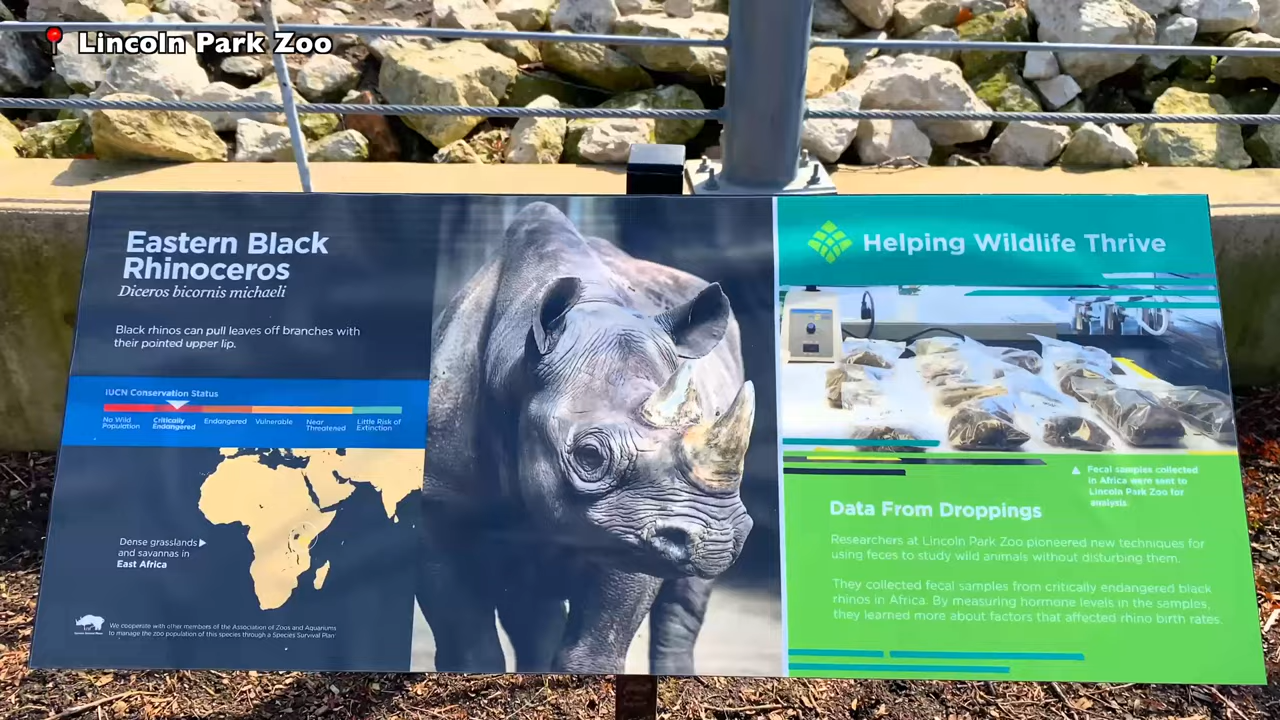 Lincoln Park Zoo
Eastern Black
Rhinoceros
Diceros bicornis michaeli
Black rhinos can pull leaves off branches with
their pointed upper lip.
IUCN Conservation Status
No Wild
Population
Critically
Endangered
Endangered
Vulnerable
Near
Threatened
Little Risk of
Extinction
Dense grasslands
and savannas in
East Africa
We cooperate with other members of the Association of Zoos and Aquariums
to manage the zoo population of this species through a Species Survival Plan
Helping Wildlife Thrive
Fecal samples collected
in Africa were sent to
Lincoln Park Zoo for
analysis.
Data From Droppings
Researchers at Lincoln Park Zoo pioneered new techniques for
using feces to study wild animals without disturbing them.
They collected fecal samples from critically endangered black
rhinos in Africa. By measuring hormone levels in the samples,
they learned more about factors that affected rhino birth rates.